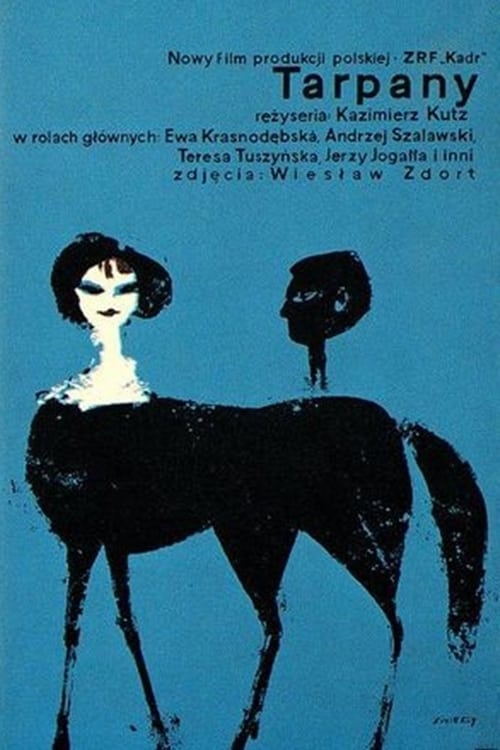 Nowy film produkcji polskiej · ZRF „Kadr"
Tarpany
reżyseria: Kazimierz Kutz
w rolach głównych: Ewa Krasnodębska, Andrzej Szalawski,
Teresa Tuszyńska, Jerzy Jogałła i inni
zdjęcia: Wiesław Zdort